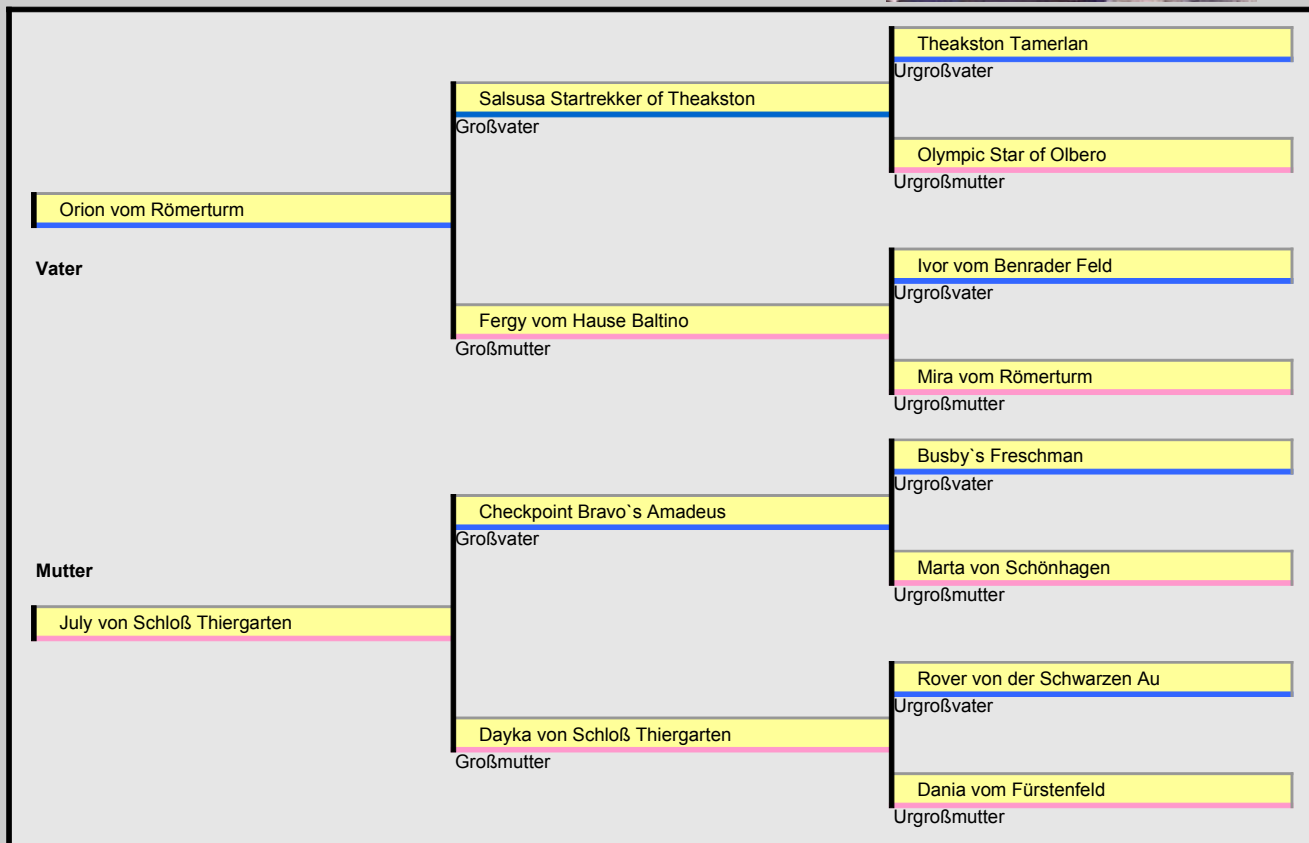 Theakston Tamerlan
Urgroßvater
Salsusa Startrekker of Theakston
Großvater
Olympic Star of Olbero
Urgroßmutter
Orion vom Römerturm
Vater
Ivor vom Benrader Feld
Urgroßvater
Fergy vom Hause Baltino
Großmutter
Mira vom Römerturm
Urgroßmutter
Busby`s Freschman
Urgroßvater
Checkpoint Bravo`s Amadeus
Großvater
Mutter
Marta von Schönhagen
Urgroßmutter
July von Schloß Thiergarten
Rover von der Schwarzen Au
Urgroßvater
Dayka von Schloß Thiergarten
Großmutter
Dania vom Fürstenfeld
Urgroßmutter